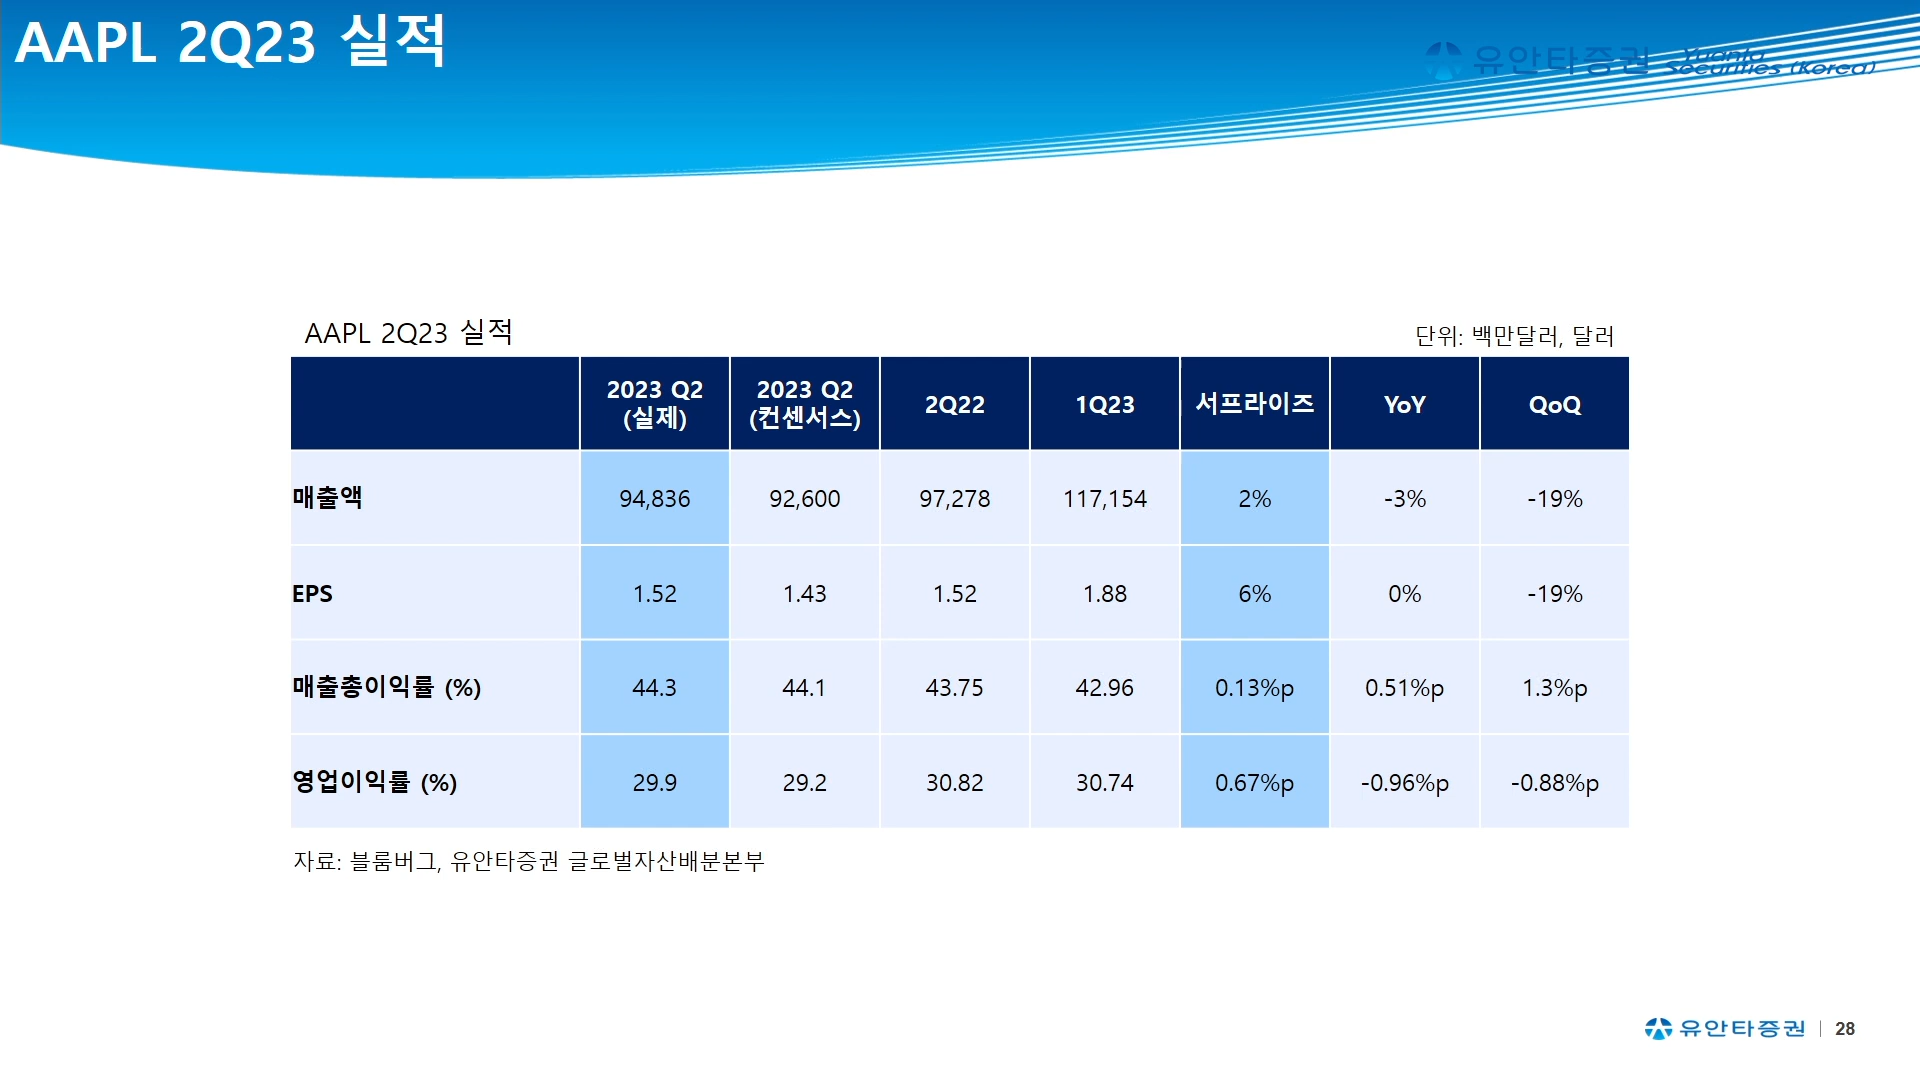 AAPL 2Q23 실적
유안타증권 Yuanta Securities (Korea)
AAPL 2Q23 실적
단위: 백만달러, 달러
2023 Q2 (실제) 2023 Q2 (컨센서스) 2Q22 1Q23 서프라이즈 YoY QoQ
매출액 94,836 92,600 97,278 117,154 2% -3% -19%
EPS 1.52 1.43 1.52 1.88 6% 0% -19%
매출총이익률 (%) 44.3 44.1 43.75 42.96 0.13%p 0.51%p 1.3%p
영업이익률 (%) 29.9 29.2 30.82 30.74 0.67%p -0.96%p -0.88%p
자료: 블룸버그, 유안타증권 글로벌자산배분본부
유안타증권 | 28